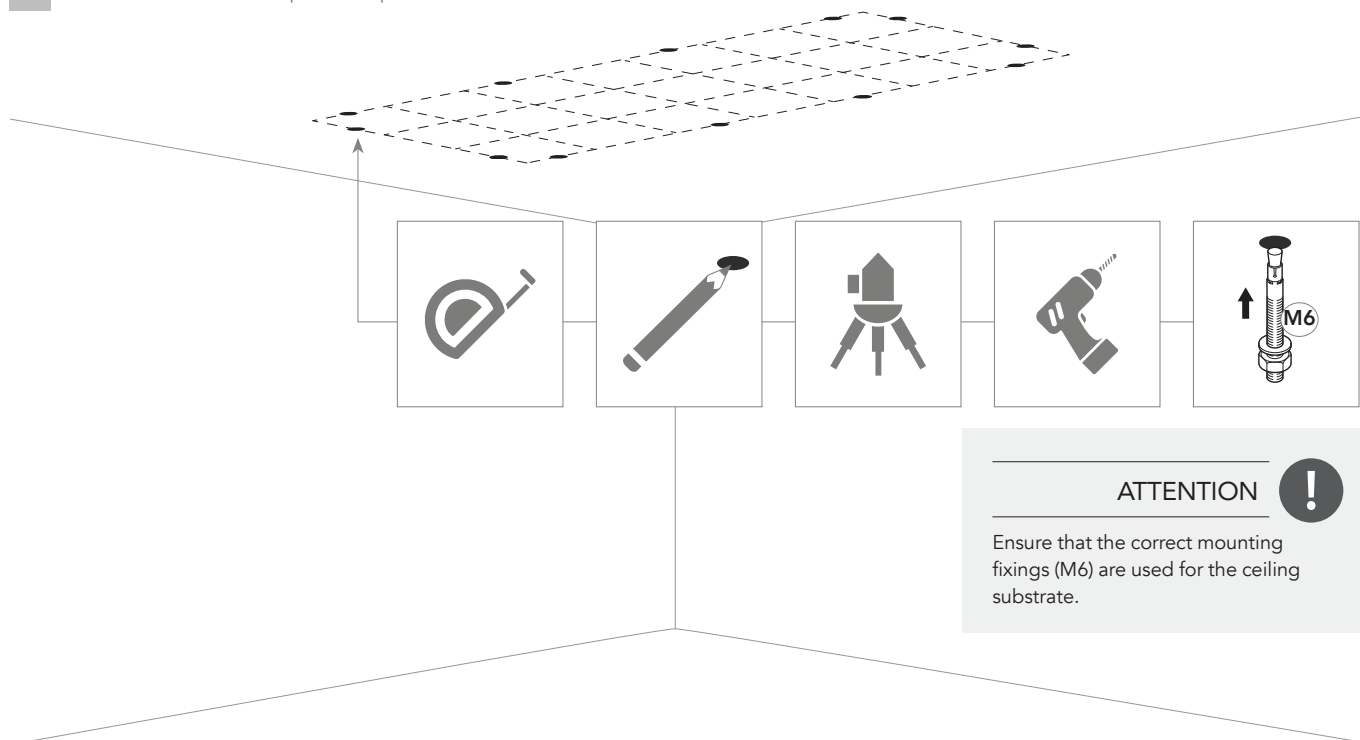 M6
ATTENTION
!
Ensure that the correct mounting
fixings (M6) are used for the ceiling
substrate.